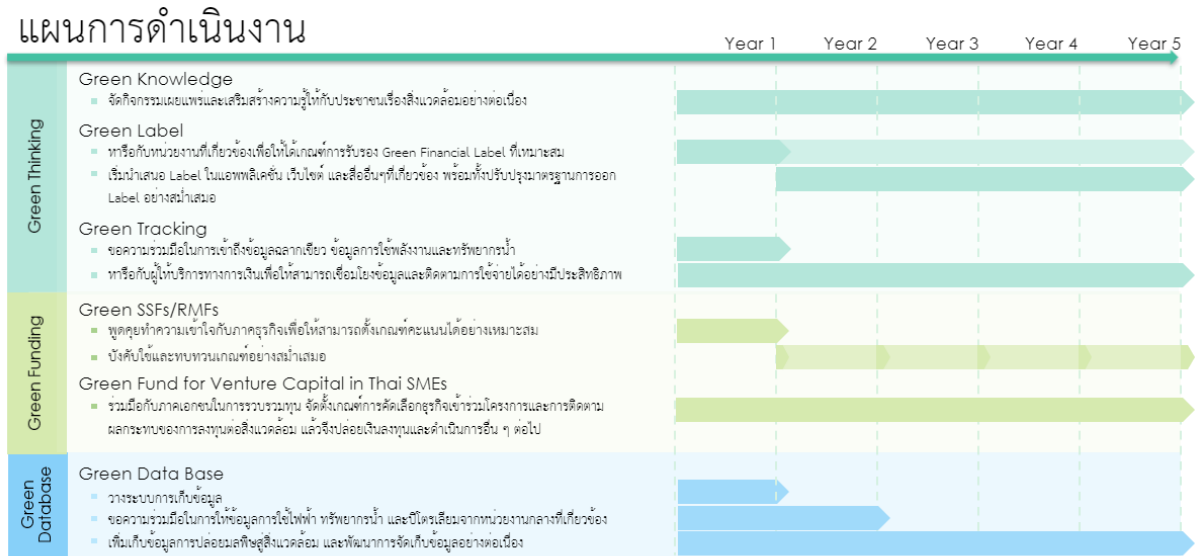 แผนการดำเนินงาน
Year 1 Year 2 Year 3 Year 4 Year 5
Green Thinking
Green Knowledge
จัดกิจกรรมเผยแพร่และเสริมสร้างความรู้ให้กับประชาชนเรื่องสิ่งแวดล้อมอย่างต่อเนื่อง
Green Label
หารือกับหน่วยงานที่เกี่ยวข้องเพื่อให้ได้เกณฑ์การรับรอง Green Financial Label ที่เหมาะสม
เริ่มนำเสนอ Label ในแอพพลิเคชั่น เว็บไซต์ และสื่ออื่นๆที่เกี่ยวข้อง พร้อมทั้งปรับปรุงมาตรฐานการออก
Label อย่างสม่ำเสมอ
Green Tracking
ขอความร่วมมือในการเข้าถึงข้อมูลฉลากเขียว ข้อมูลการใช้พลังงานและทรัพยากรน้ำ
หารือกับผู้ให้บริการทางการเงินเพื่อให้สามารถเชื่อมโยงข้อมูลและติดตามการใช้จ่ายได้อย่างมีประสิทธิภาพ
Green Funding
Green SSFs/RMFs
พูดคุยทำความเข้าใจกับภาคธุรกิจเพื่อให้สามารถตั้งเกณฑ์คะแนนได้อย่างเหมาะสม
บังคับใช้และทบทวนเกณฑ์อย่างสม่ำเสมอ
Green Fund for Venture Capital in Thai SMEs
ร่วมมือกับภาคเอกชนในการรวบรวมทุน จัดตั้งเกณฑ์การคัดเลือกธุรกิจเข้าร่วมโครงการและการติดตาม
ผลกระทบของการลงทุนต่อสิ่งแวดล้อม แล้วจึงปล่อยเงินลงทุนและดำเนินการอื่น ๆ ต่อไป
Green
Database
Green Data Base
วางระบบการเก็บข้อมูล
ขอความร่วมมือในการให้ข้อมูลการใช้ไฟฟ้า ทรัพยากรน้ำ และปิโตรเลียมจากหน่วยงานกลางที่เกี่ยวข้อง
เพิ่มเก็บข้อมูลการปล่อยมลพิษสู่สิ่งแวดล้อม และพัฒนาการจัดเก็บข้อมูลอย่างต่อเนื่อง